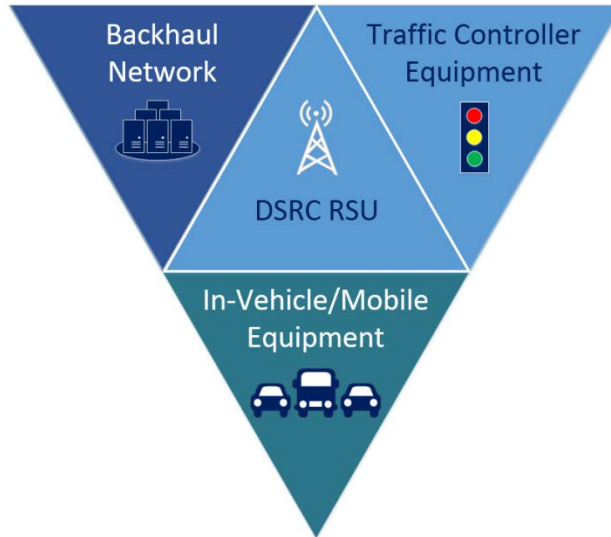 Backhaul
Network
Traffic Controller
Equipment
DSRC RSU
In-Vehicle/Mobile
Equipment